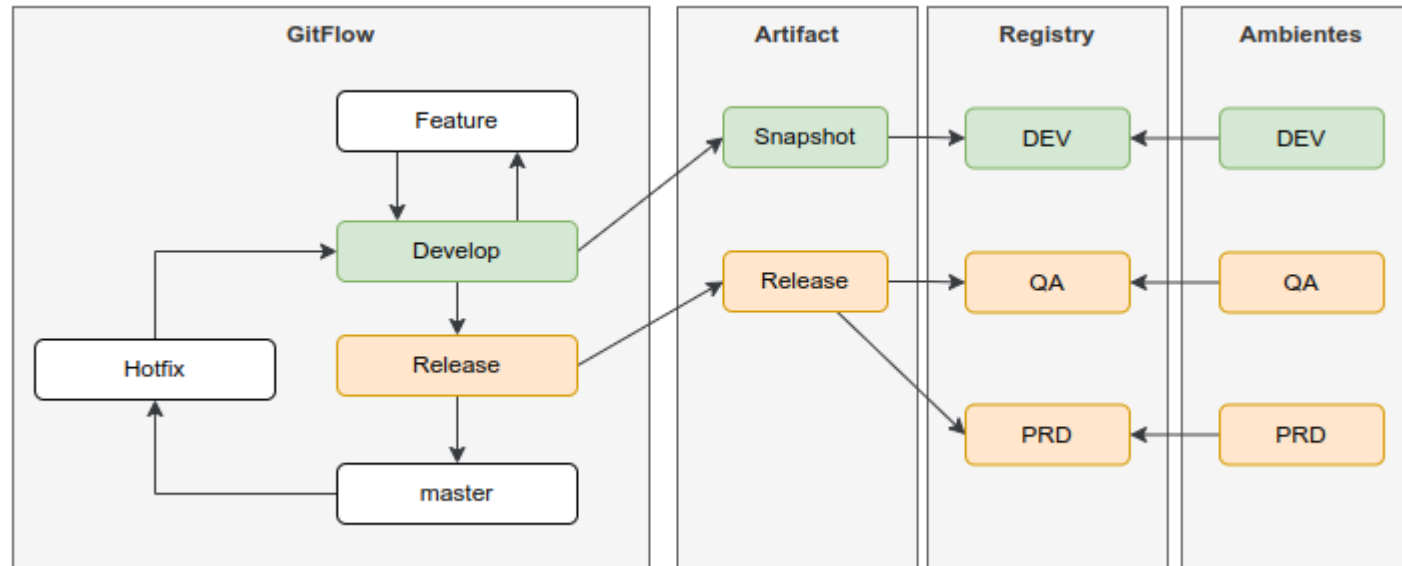 GitFlow
Feature
Develop
Hotfix
Release
master
Artifact
Snapshot
Release
Registry
DEV
QA
PRD
Ambientes
DEV
QA
PRD